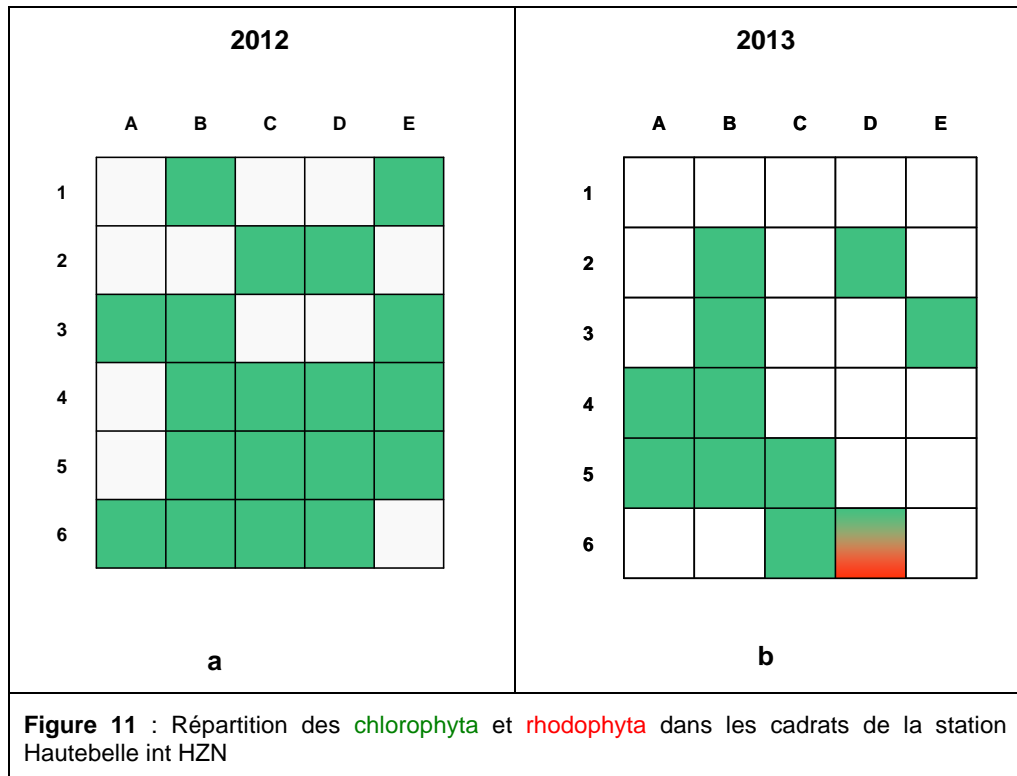 2012
A B C D E
1
2
3
4
5
6
a
2013
A B C D E
1
2
3
4
5
6
b
Figure 11 : Répartition des chlorophyta et rhodophyta dans les cadrats de la station
Hautebelle int HZN